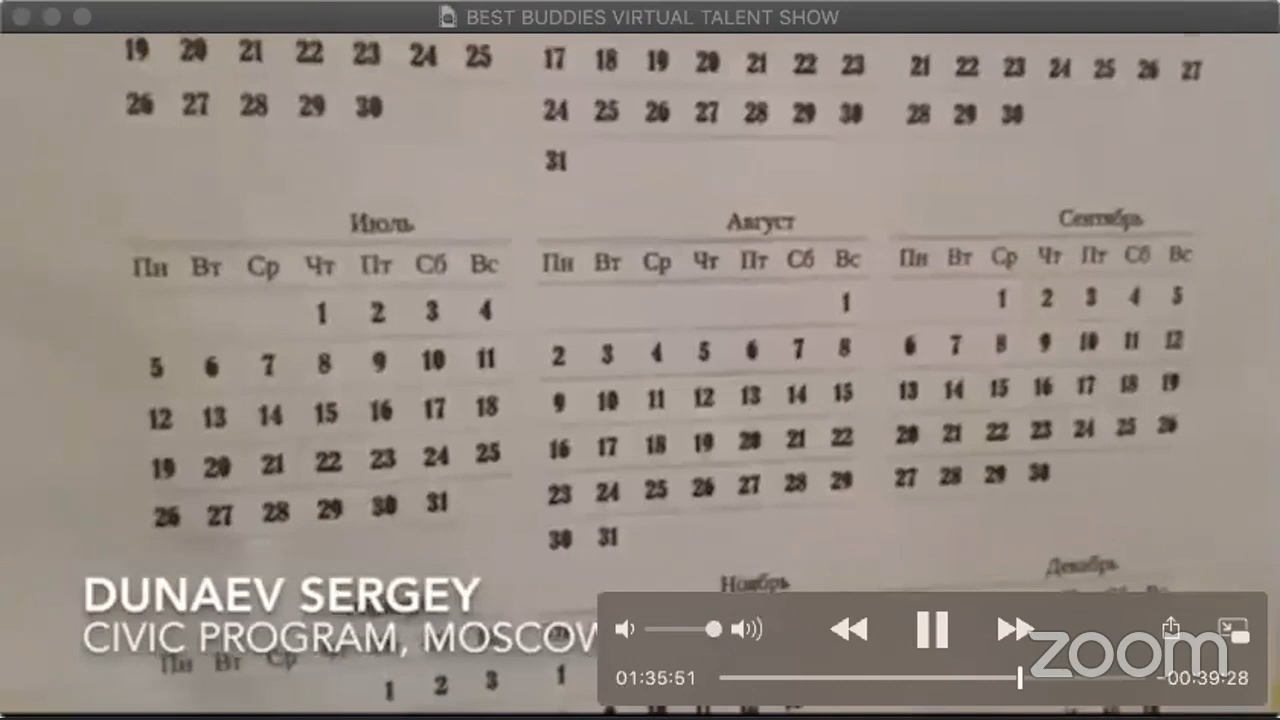 BEST BUDDIES VIRTUAL TALENT SHOW
19 20 21 22 23 24 25
26 27 28 29 30
17 18 19 20 21 22 23
24 25 26 27 28 29 30
31
21 22 23 24 25 26 27
28 29 30
Июль
Пн Вт Ср Чт Пт Сб Вс
1 2 3 4
5 6 7 8 9 10 11
12 13 14 15 16 17 18
19 20 21 22 23 24 25
26 27 28 29 30 31
Август
Пн Вт Ср Чт Пт Сб Вс
1
2 3 4 5 6 7 8
9 10 11 12 13 14 15
16 17 18 19 20 21 22
23 24 25 26 27 28 29
30 31
Сентябрь
Пн Вт Ср Чт Пт Сб Вс
1 2 3 4 5
6 7 8 9 10 11 12
13 14 15 16 17 18 19
20 21 22 23 24 25 26
27 28 29 30
Ноябрь
Декабрь
DUNAEV SERGEY
CIVIC PROGRAM, MOSCOW
Пн Вт Ср
1 2 3
1
01:35:51
-00:39:28
zoom